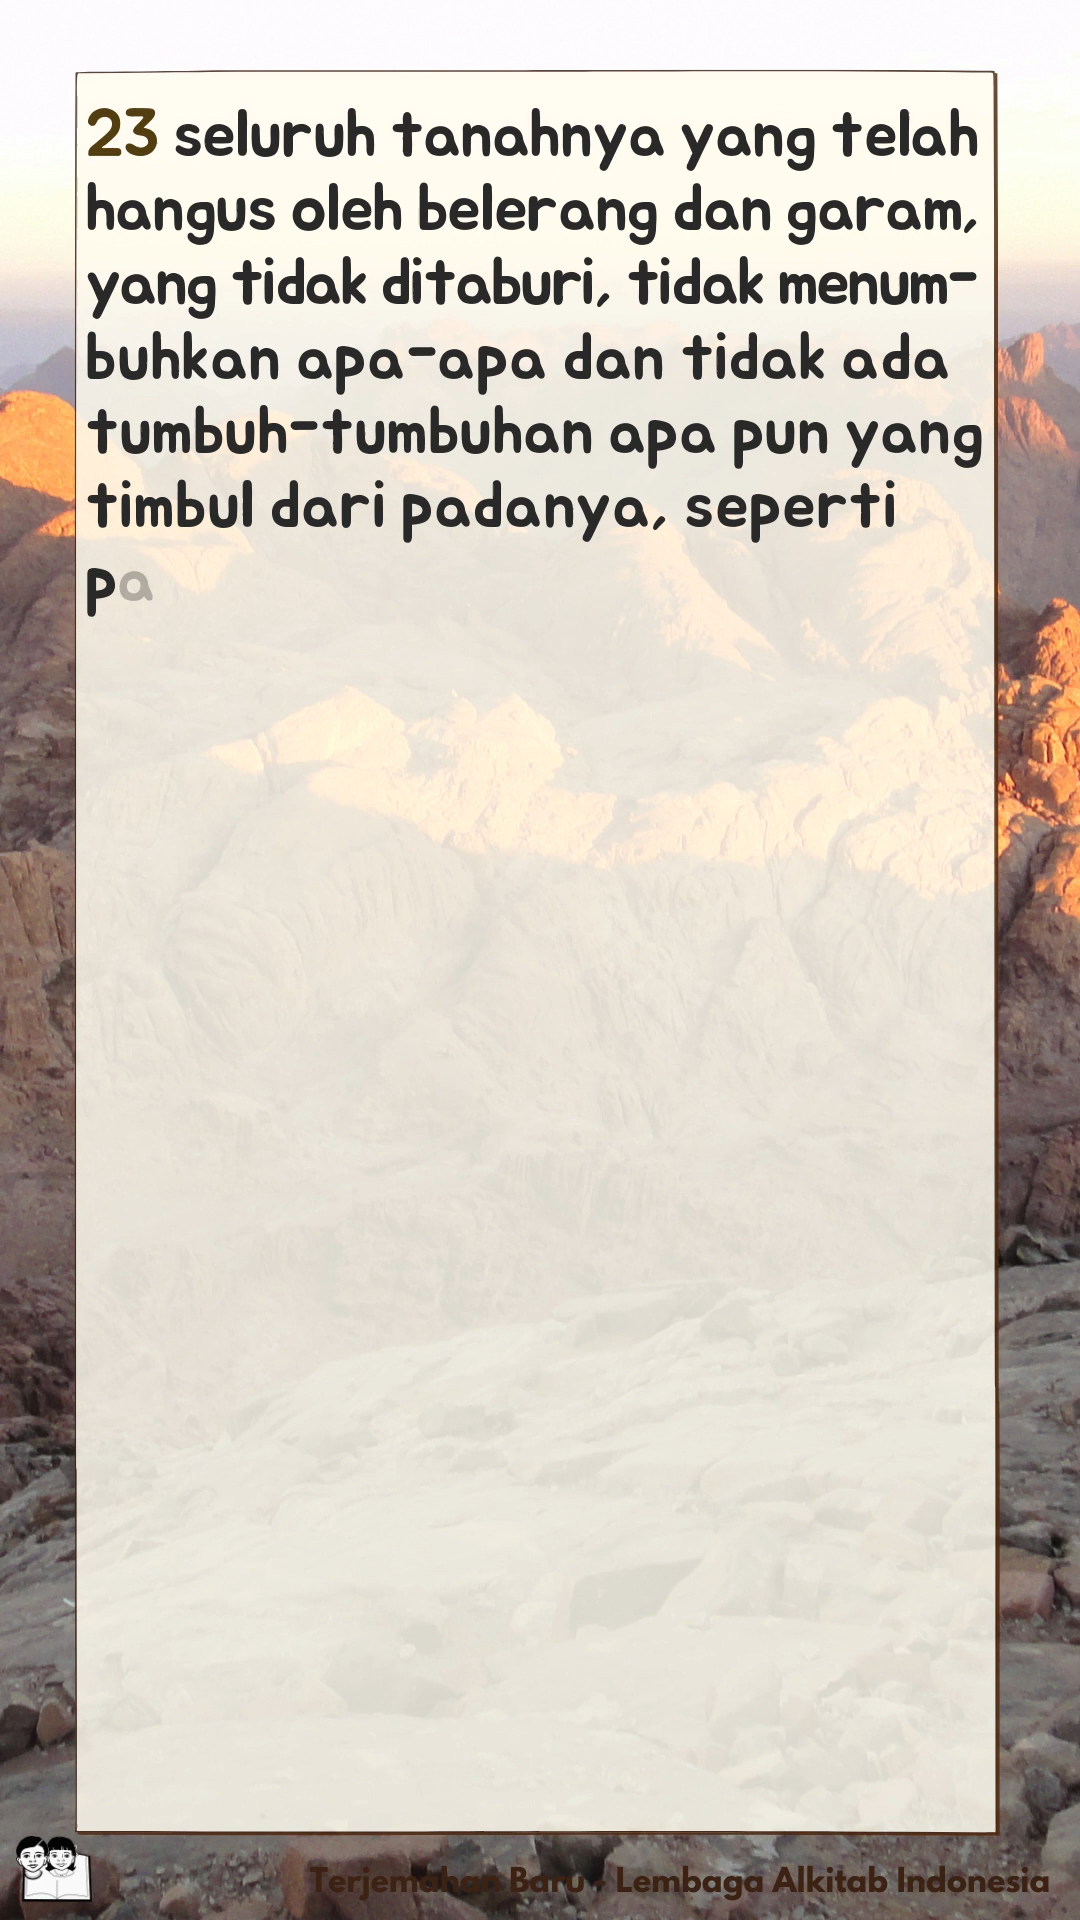 23 seluruh tanahnya yang telah
hangus oleh belerang dan garam,
yang tidak ditaburi, tidak menum-
buhkan apa-apa dan tidak ada
tumbuh-tumbuhan apa pun yang
timbul dari padanya, seperti
pa
Terjemahan Baru - Lembaga Alkitab Indonesia